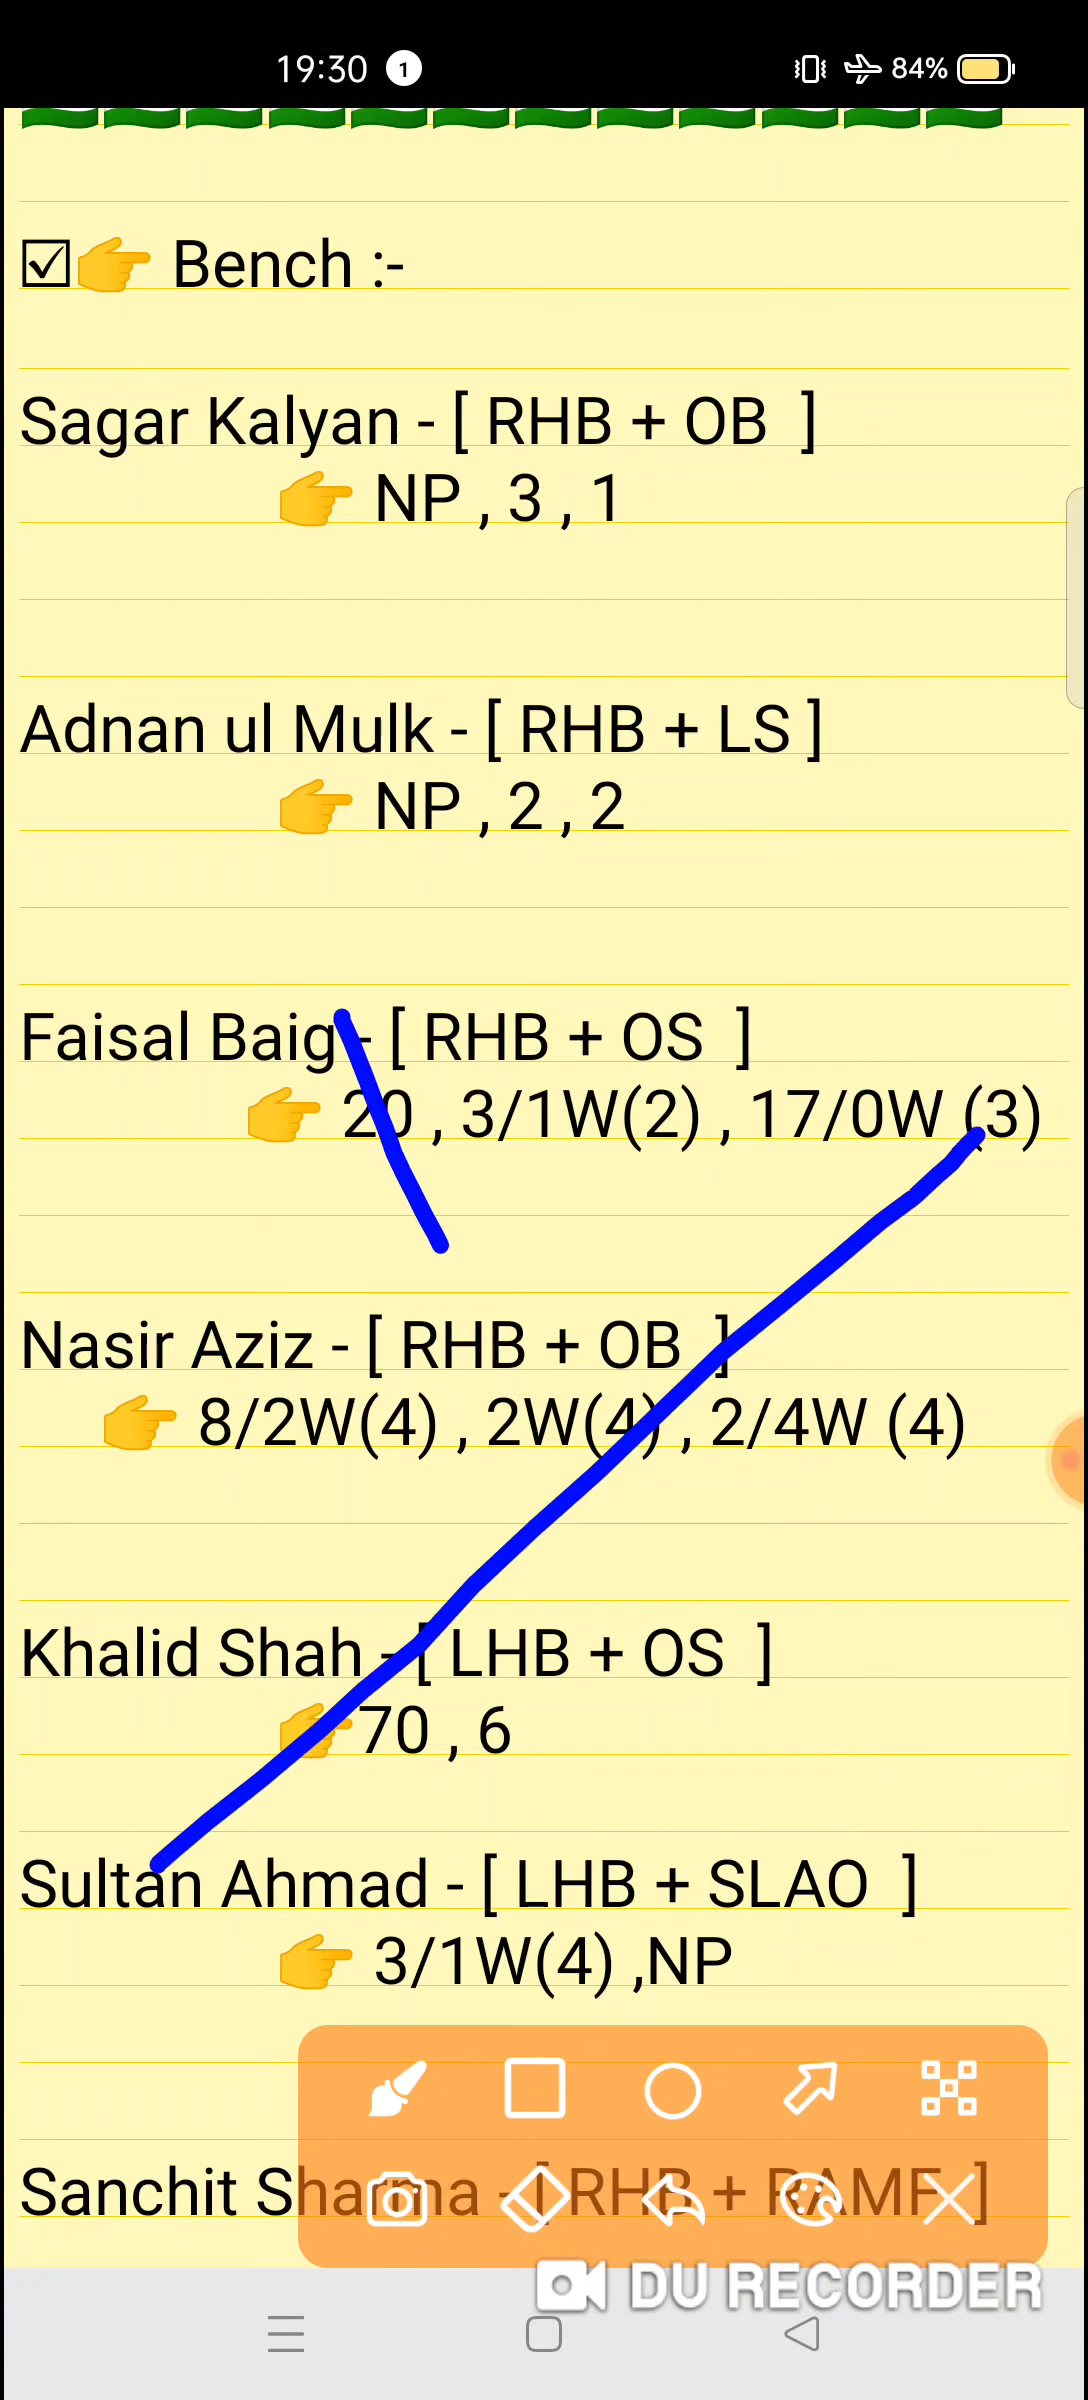 19:30 1 84%
☑👉 Bench :-
Sagar Kalyan - [ RHB + OB ]
👉 NP , 3 , 1
Adnan ul Mulk - [ RHB + LS ]
👉 NP , 2 , 2
Faisal Baig - [ RHB + OS ]
👉 20 , 3/1W(2) , 17/0W (3)
Nasir Aziz - [ RHB + OB ]
👉 8/2W(4) , 2W(4) , 2/4W (4)
Khalid Shah - [ LHB + OS ]
👉70 , 6
Sultan Ahmad - [ LHB + SLAO ]
👉 3/1W(4) ,NP
Sanchit Sharma - [ RHB + RAMF ]
DU RECORDER